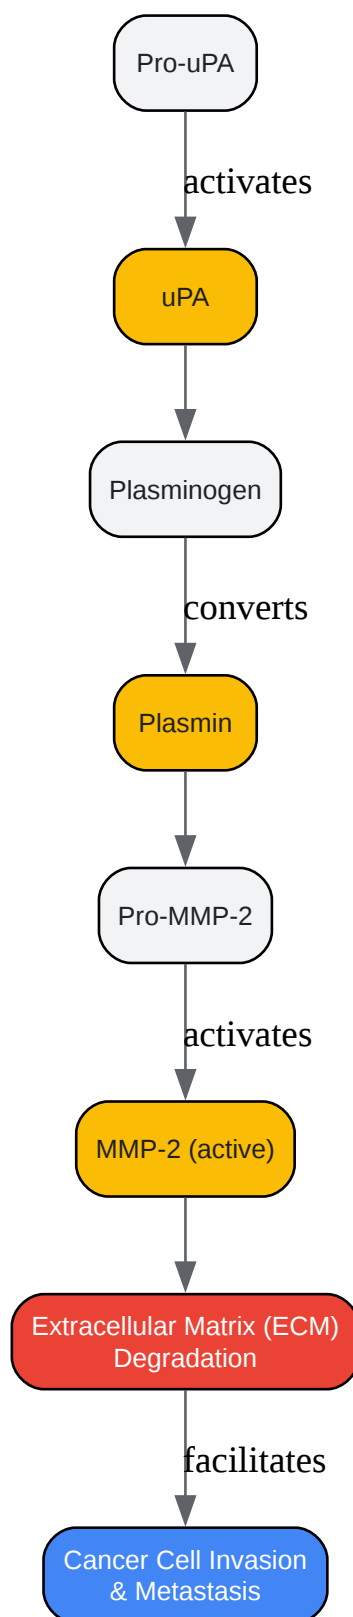 Pro-uPA
activates
uPA
Plasminogen
converts
Plasmin
Pro-MMP-2
activates
MMP-2 (active)
Extracellular Matrix (ECM)
Degradation
facilitates
Cancer Cell Invasion
& Metastasis